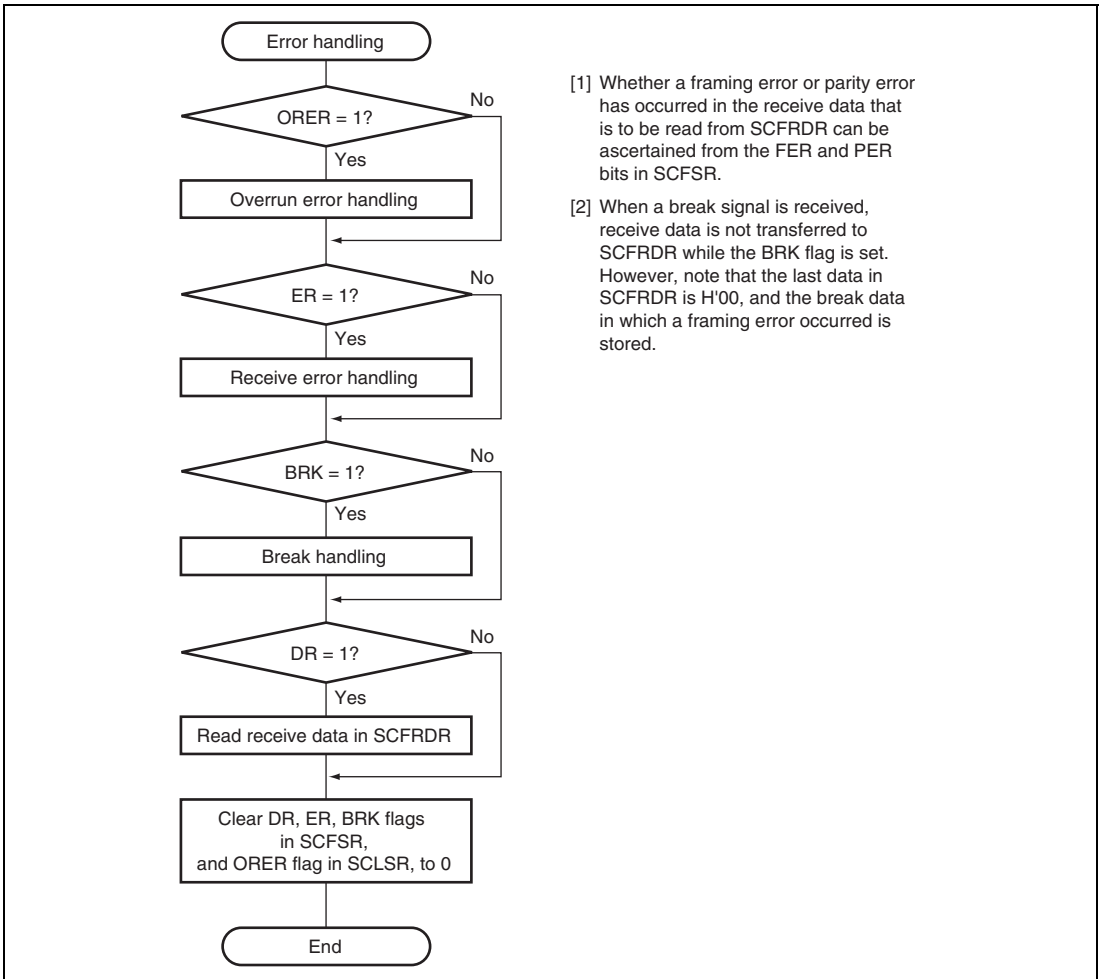 Error handling
ORER = 1?
No
Yes
Overrun error handling
ER = 1?
No
Yes
Receive error handling
BRK = 1?
No
Yes
Break handling
DR = 1?
No
Yes
Read receive data in SCFRDR
Clear DR, ER, BRK flags
in SCFSR,
and ORER flag in SCLSR, to 0
End
[1] Whether a framing error or parity error
has occurred in the receive data that
is to be read from SCFRDR can be
ascertained from the FER and PER
bits in SCFSR.
[2] When a break signal is received,
receive data is not transferred to
SCFRDR while the BRK flag is set.
However, note that the last data in
SCFRDR is H'00, and the break data
in which a framing error occurred is
stored.